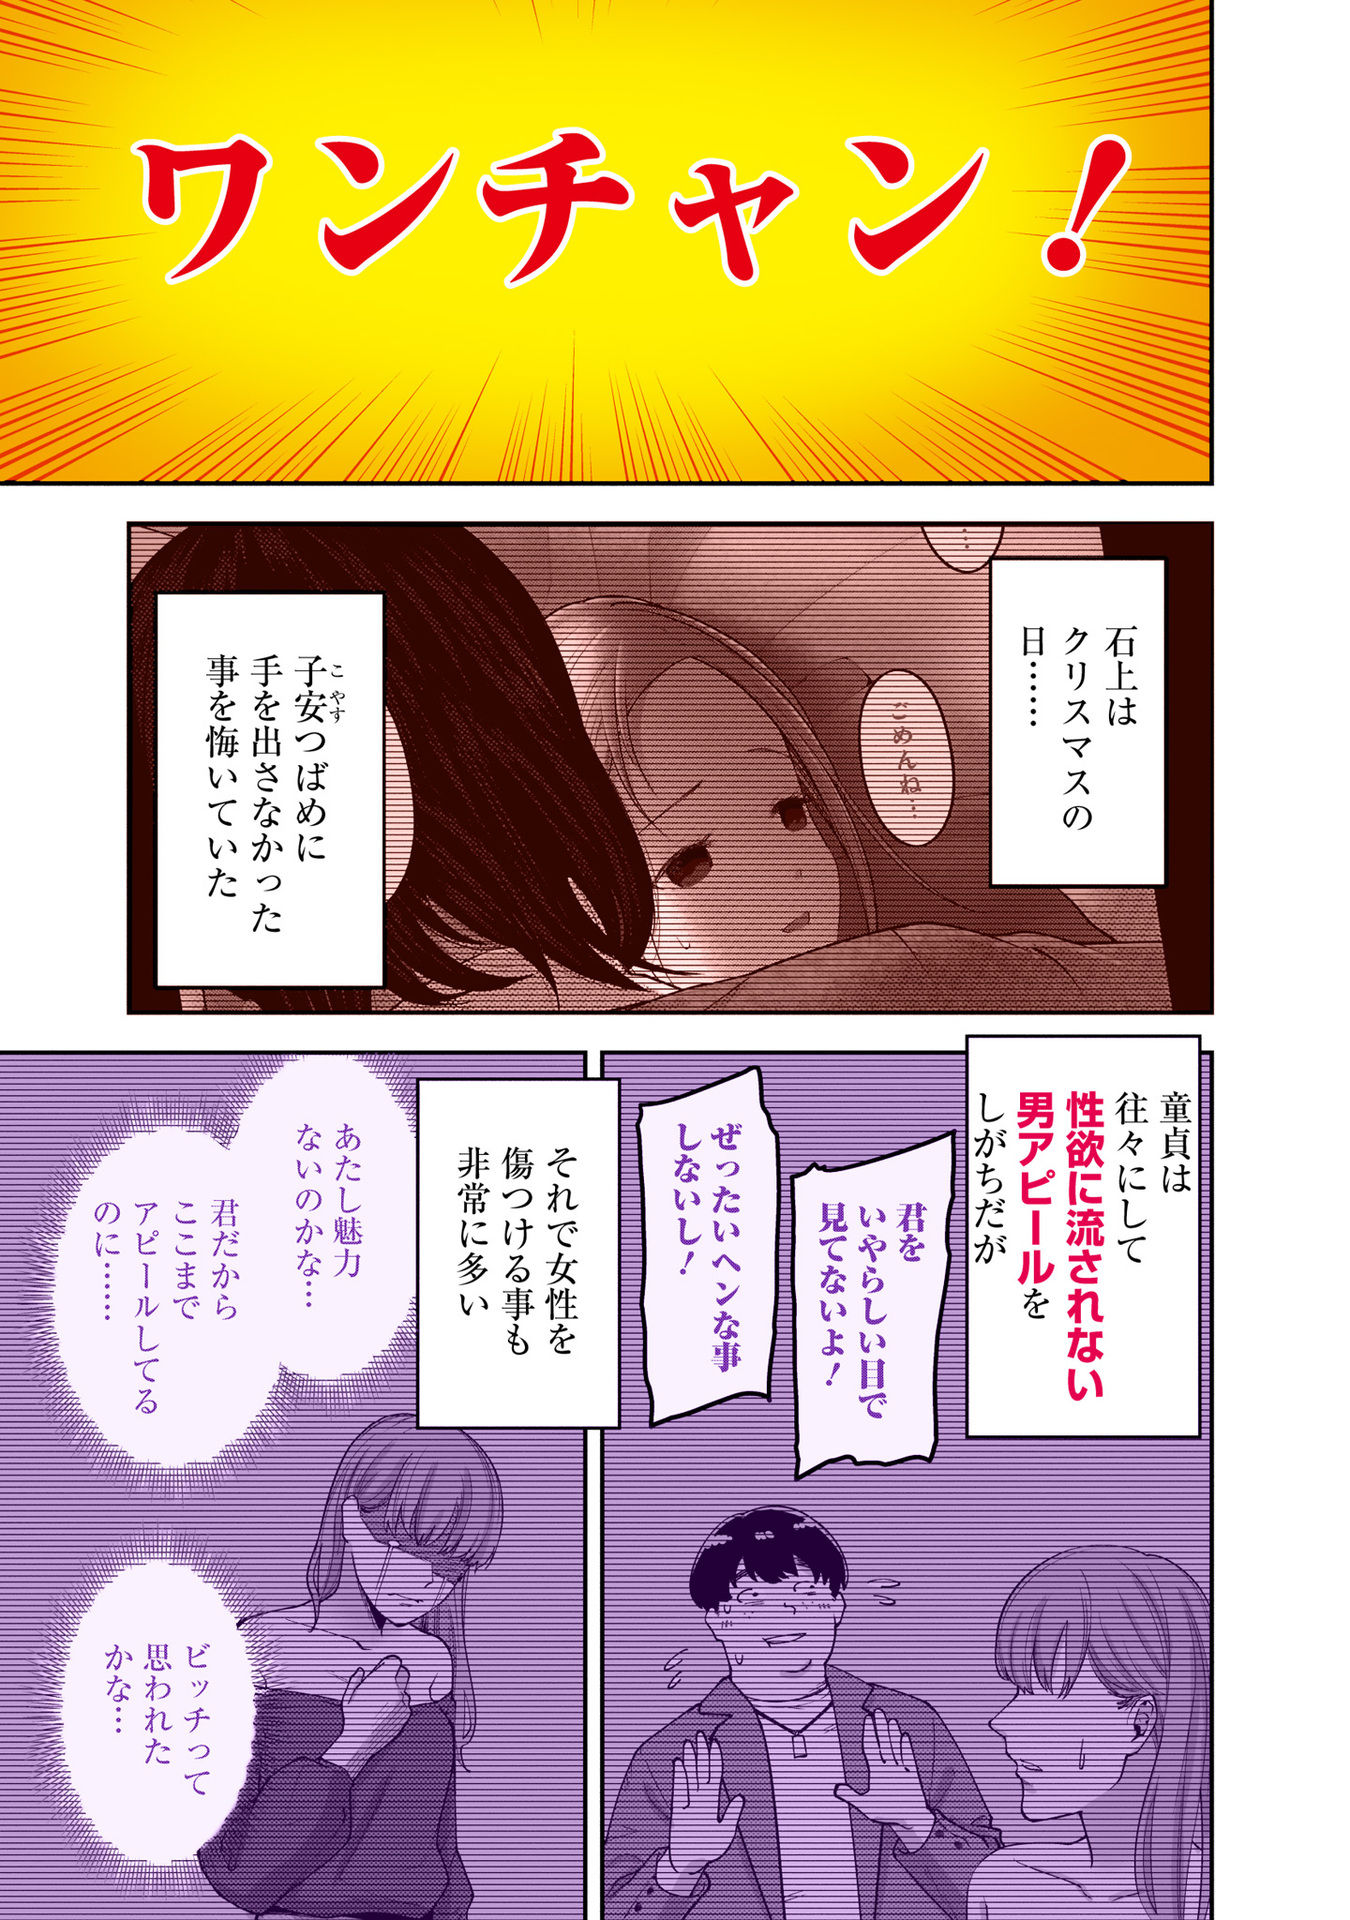 ワンチャン！
石上は
クリスマスの
日……
…
ごめんね…
子安つばめに
こやす
手を出さなかった
事を悔いていた
童貞は
往々にして
性欲に流されない
男アピールを
しがちだが
君を
いやらしい目で
見てないよ！
ぜったいヘンな事
しないし！
それで女性を
傷つける事も
非常に多い
あたし魅力
ないのかな…
君だから
ここまで
アピールしてる
のに……
ビッチって
思われた
かな…